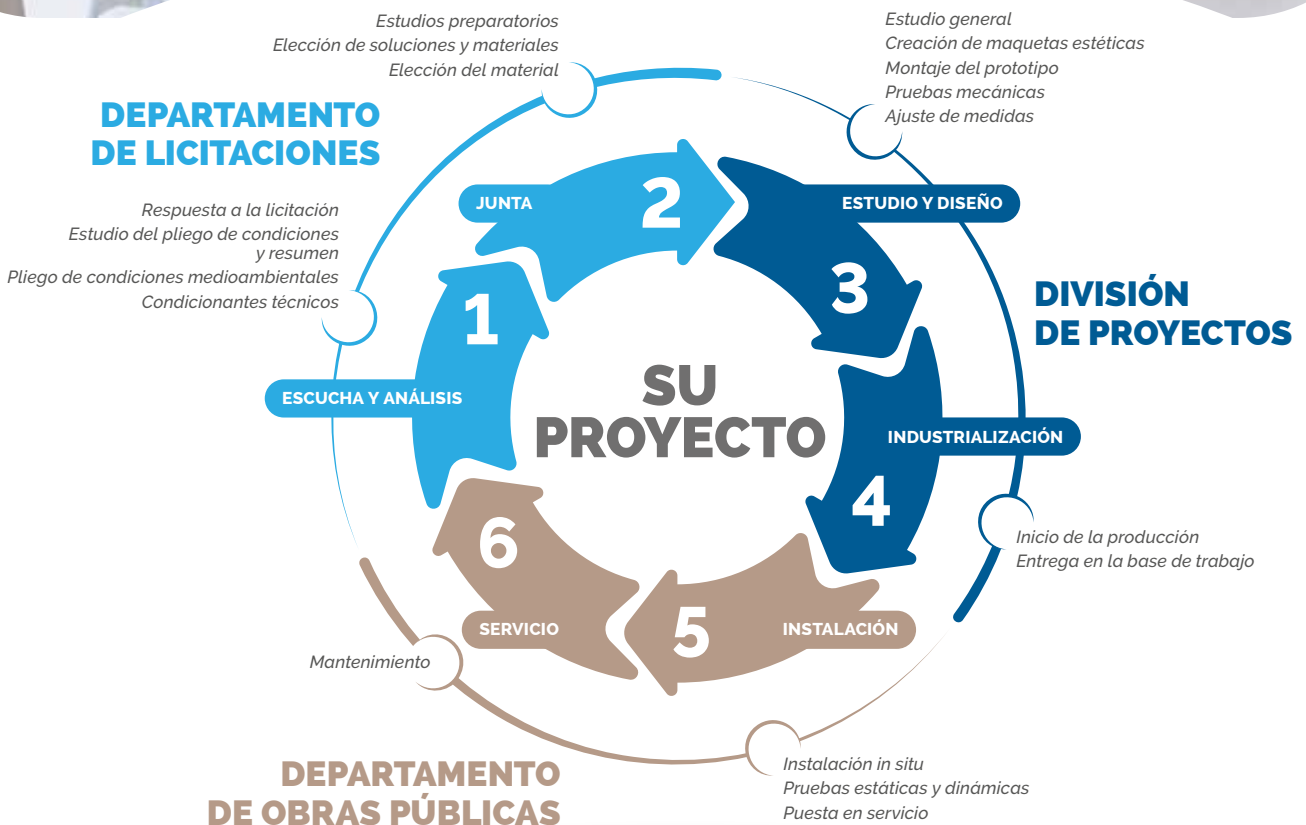 Estudios preparatorios
Elección de soluciones y materiales
Elección del material
DEPARTAMENTO
DE LICITACIONES
Respuesta a la licitación
Estudio del pliego de condiciones
y resumen
Pliego de condiciones medioambientales
Condicionantes técnicos
1
ESCUCHA Y ANÁLISIS
JUNTA
2
Estudio general
Creación de maquetas estéticas
Montaje del prototipo
Pruebas mecánicas
Ajuste de medidas
ESTUDIO Y DISEÑO
3
DIVISIÓN
DE PROYECTOS
SU
PROYECTO
INDUSTRIALIZACIÓN
4
Inicio de la producción
Entrega en la base de trabajo
5
INSTALACIÓN
Instalación in situ
Pruebas estáticas y dinámicas
Puesta en servicio
6
SERVICIO
Mantenimiento
DEPARTAMENTO
DE OBRAS PÚBLICAS